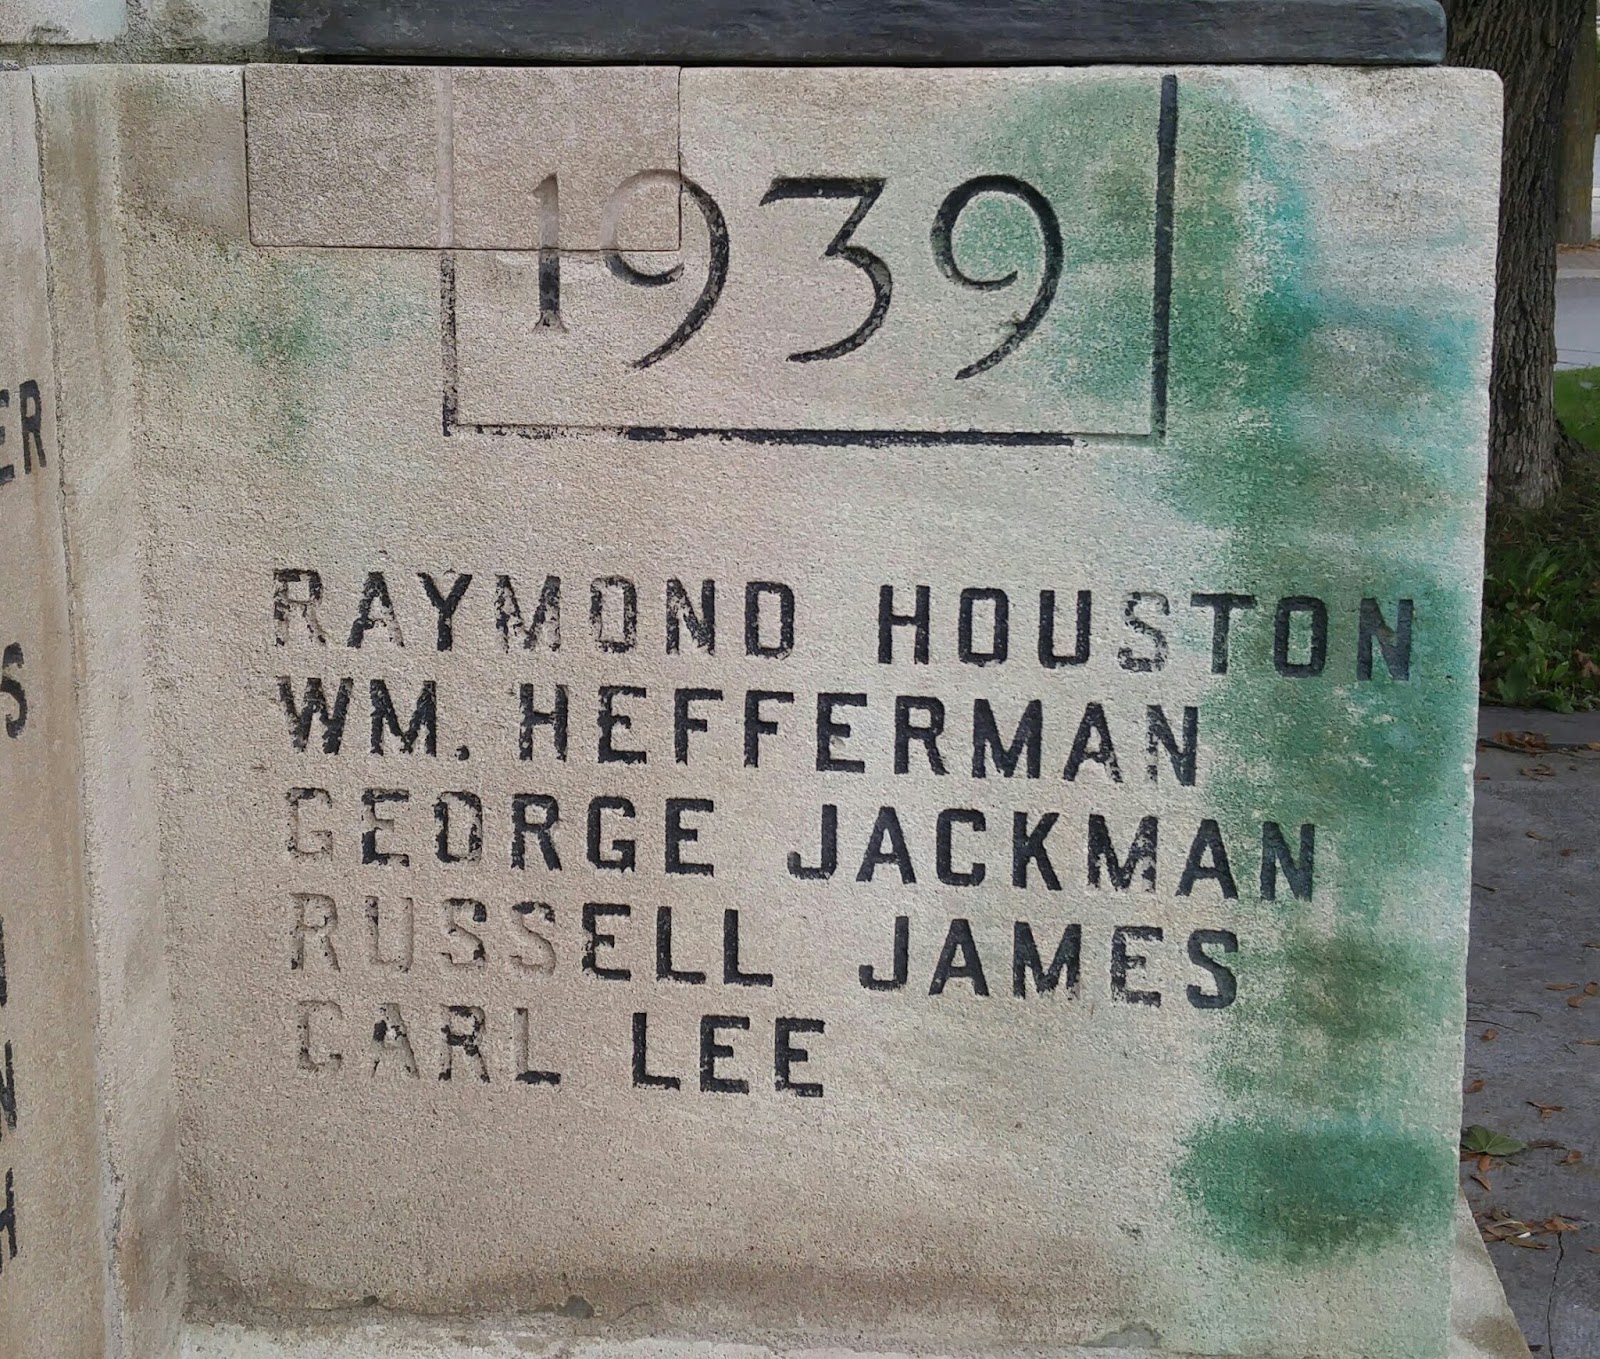 1939
RAYMOND HOUSTON
WM. HEFFERMAN
GEORGE JACKMAN
RUSSELL JAMES
CARL LEE